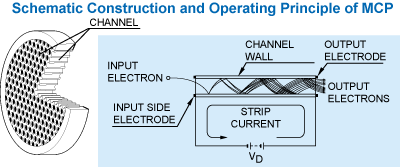 Schematic Construction and Operating Principle of MCP
CHANNEL
CHANNEL
WALL
OUTPUT
ELECTRODE
INPUT
ELECTRON
OUTPUT
ELECTRONS
INPUT SIDE
ELECTRODE
STRIP
CURRENT
VD